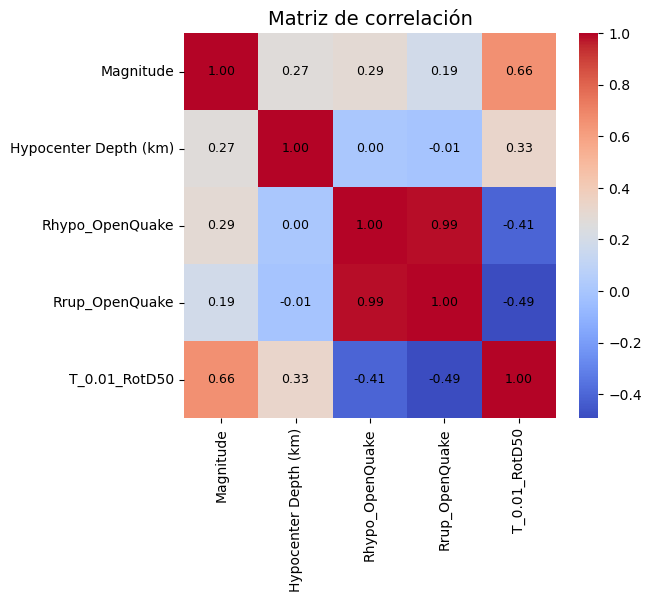 Matriz de correlación
Magnitude 1.00 0.27 0.29 0.19 0.66
Hypocenter Depth (km) 0.27 1.00 0.00 -0.01 0.33
Rhypo_OpenQuake 0.29 0.00 1.00 0.99 -0.41
Rrup_OpenQuake 0.19 -0.01 0.99 1.00 -0.49
T_0.01_RotD50 0.66 0.33 -0.41 -0.49 1.00
Magnitude
Hypocenter Depth (km)
Rhypo_OpenQuake
Rrup_OpenQuake
T_0.01_RotD50
1.0
0.8
0.6
0.4
0.2
0.0
−0.2
−0.4